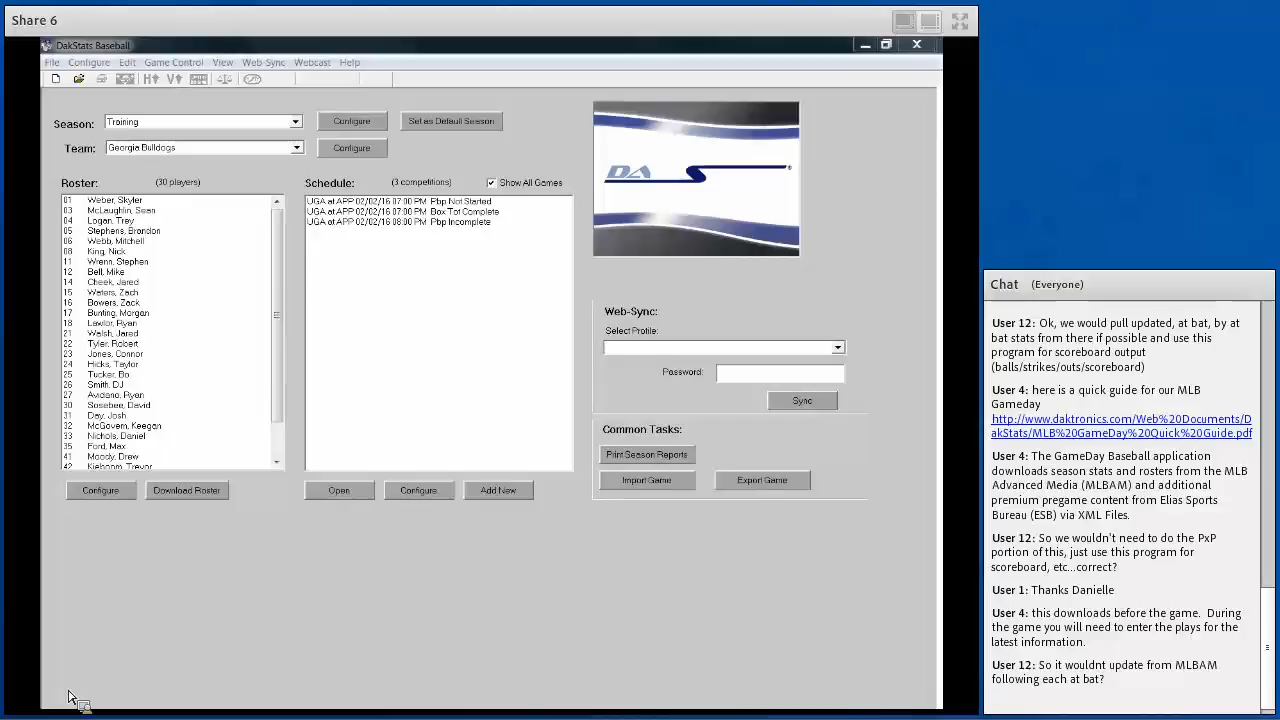 Share 6
DakStats Baseball
File Configure Edit Game Control View Web-Sync Webcast Help
Season: Training Configure Set as Default Season
Team: Georgia Bulldogs Configure
Roster: (30 players)
01 Weber, Skyler
03 McLaughlin, Sean
04 Logan, Trey
05 Stephens, Brandon
06 Webb, Mitchell
08 King, Nick
11 Wrenn, Stephen
12 Bell, Mike
14 Cheek, Jared
15 Waters, Zach
16 Bowers, Zack
17 Bunting, Morgan
18 Lawlor, Ryan
21 Walsh, Jared
22 Tyler, Robert
23 Jones, Connor
24 Hicks, Taylor
25 Tucker, Bo
26 Smith, DJ
27 Avidano, Ryan
30 Sosebee, David
31 Day, Josh
32 McGovern, Keegan
33 Nichols, Daniel
35 Ford, Max
41 Moody, Drew
42 Kieboom, Trevor
Configure Download Roster
Schedule: (3 competitions) Show All Games
UGA at APP 02/02/16 07:00 PM Pbp Not Started
UGA at APP 02/02/16 07:00 PM Box Tot Complete
UGA at APP 02/02/16 08:00 PM Pbp Incomplete
Open Configure Add New
DA S ®
Web-Sync:
Select Profile:
Password:
Sync
Common Tasks:
Print Season Reports
Import Game Export Game
Chat (Everyone)
User 12: Ok, we would pull updated, at bat, by at
bat stats from there if possible and use this
program for scoreboard output
(balls/strikes/outs/scoreboard)
User 4: here is a quick guide for our MLB
Gameday
http://www.daktronics.com/Web%20Documents/D
akStats/MLB%20GameDay%20Quick%20Guide.pdf
User 4: The GameDay Baseball application
downloads season stats and rosters from the MLB
Advanced Media (MLBAM) and additional
premium pregame content from Elias Sports
Bureau (ESB) via XML Files.
User 12: So we wouldn't need to do the PxP
portion of this, just use this program for
scoreboard, etc...correct?
User 1: Thanks Danielle
User 4: this downloads before the game. During
the game you will need to enter the plays for the
latest information.
User 12: So it wouldnt update from MLBAM
following each at bat?